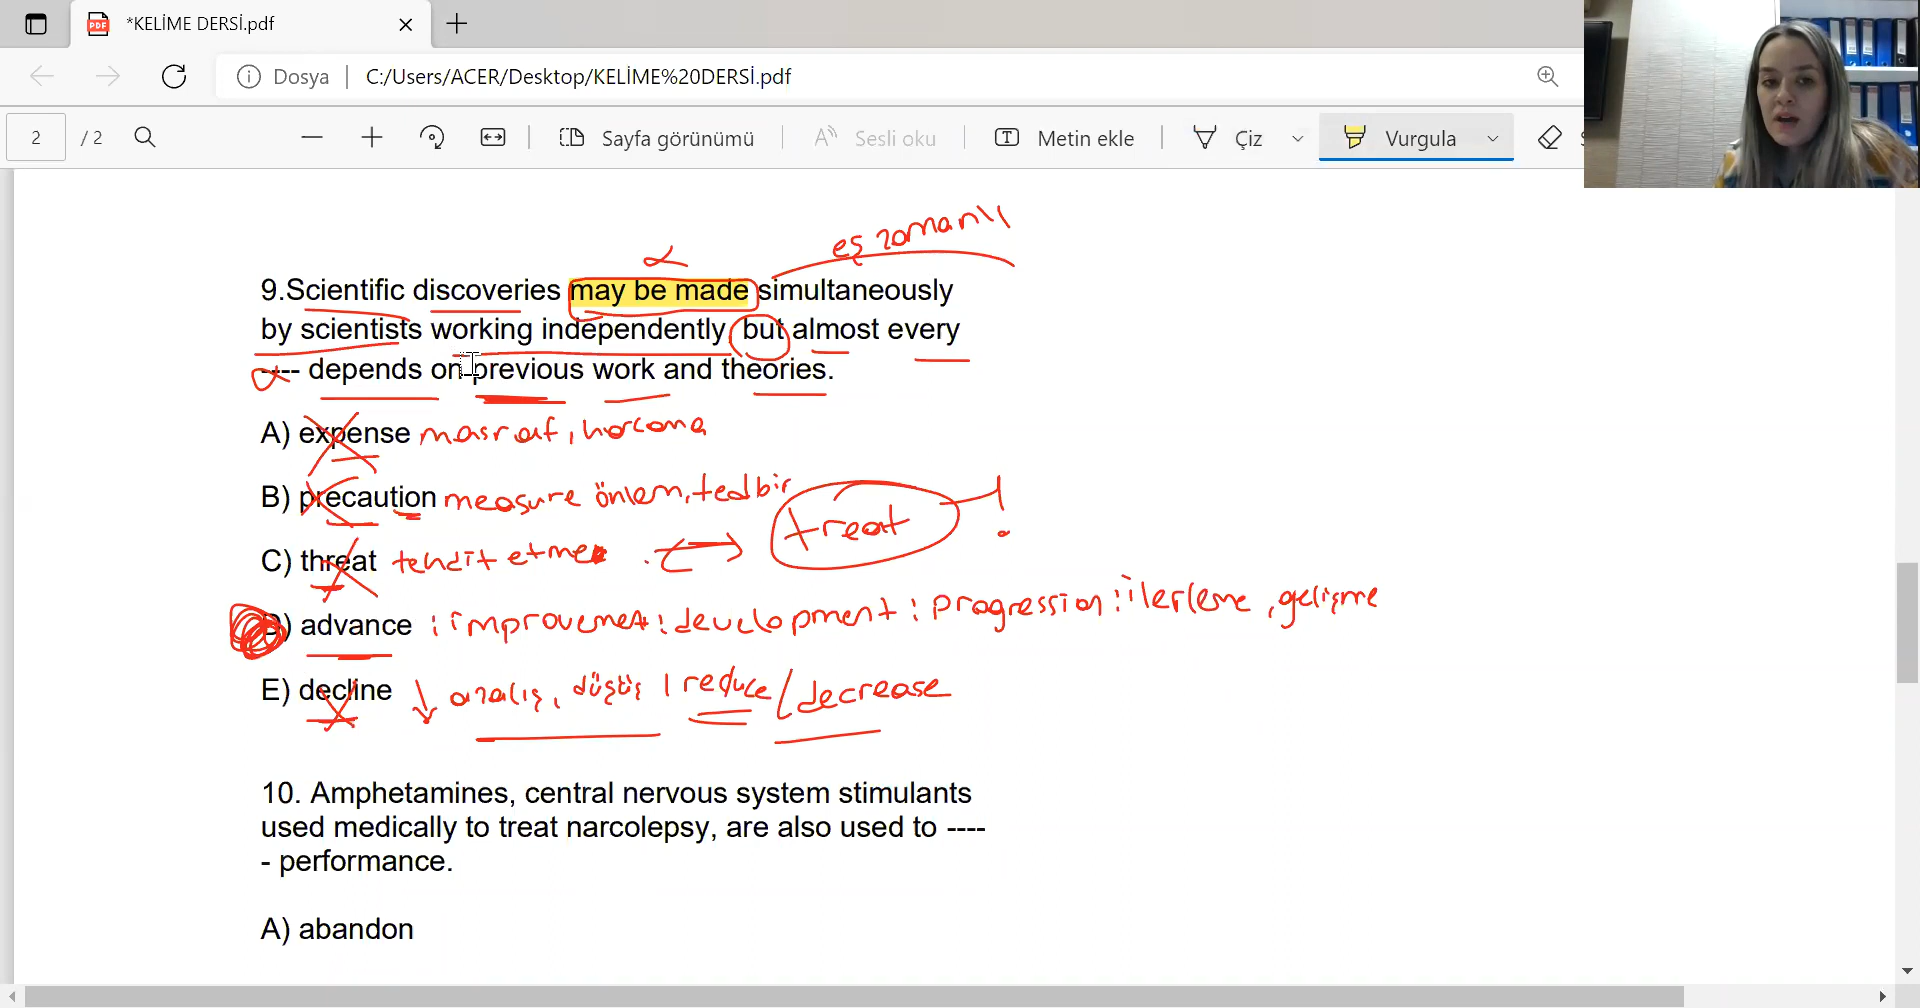 *KELİME DERSİ.pdf
Dosya | C:/Users/ACER/Desktop/KELİME%20DERSİ.pdf
2 / 2 Sayfa görünümü Sesli oku Metin ekle Çiz Vurgula
eş zamanlı
9.Scientific discoveries may be made simultaneously
by scientists working independently, but almost every
---- depends on previous work and theories.
A) expense masraf, harcama
B) precaution measure önlem, tedbir
treat !
C) threat tehdit etmek
D) advance : improvemet : development : progression : ilerleme, gelişme
E) decline ↓ azalış, düşüş | reduce / decrease
10. Amphetamines, central nervous system stimulants
used medically to treat narcolepsy, are also used to ----
- performance.
A) abandon